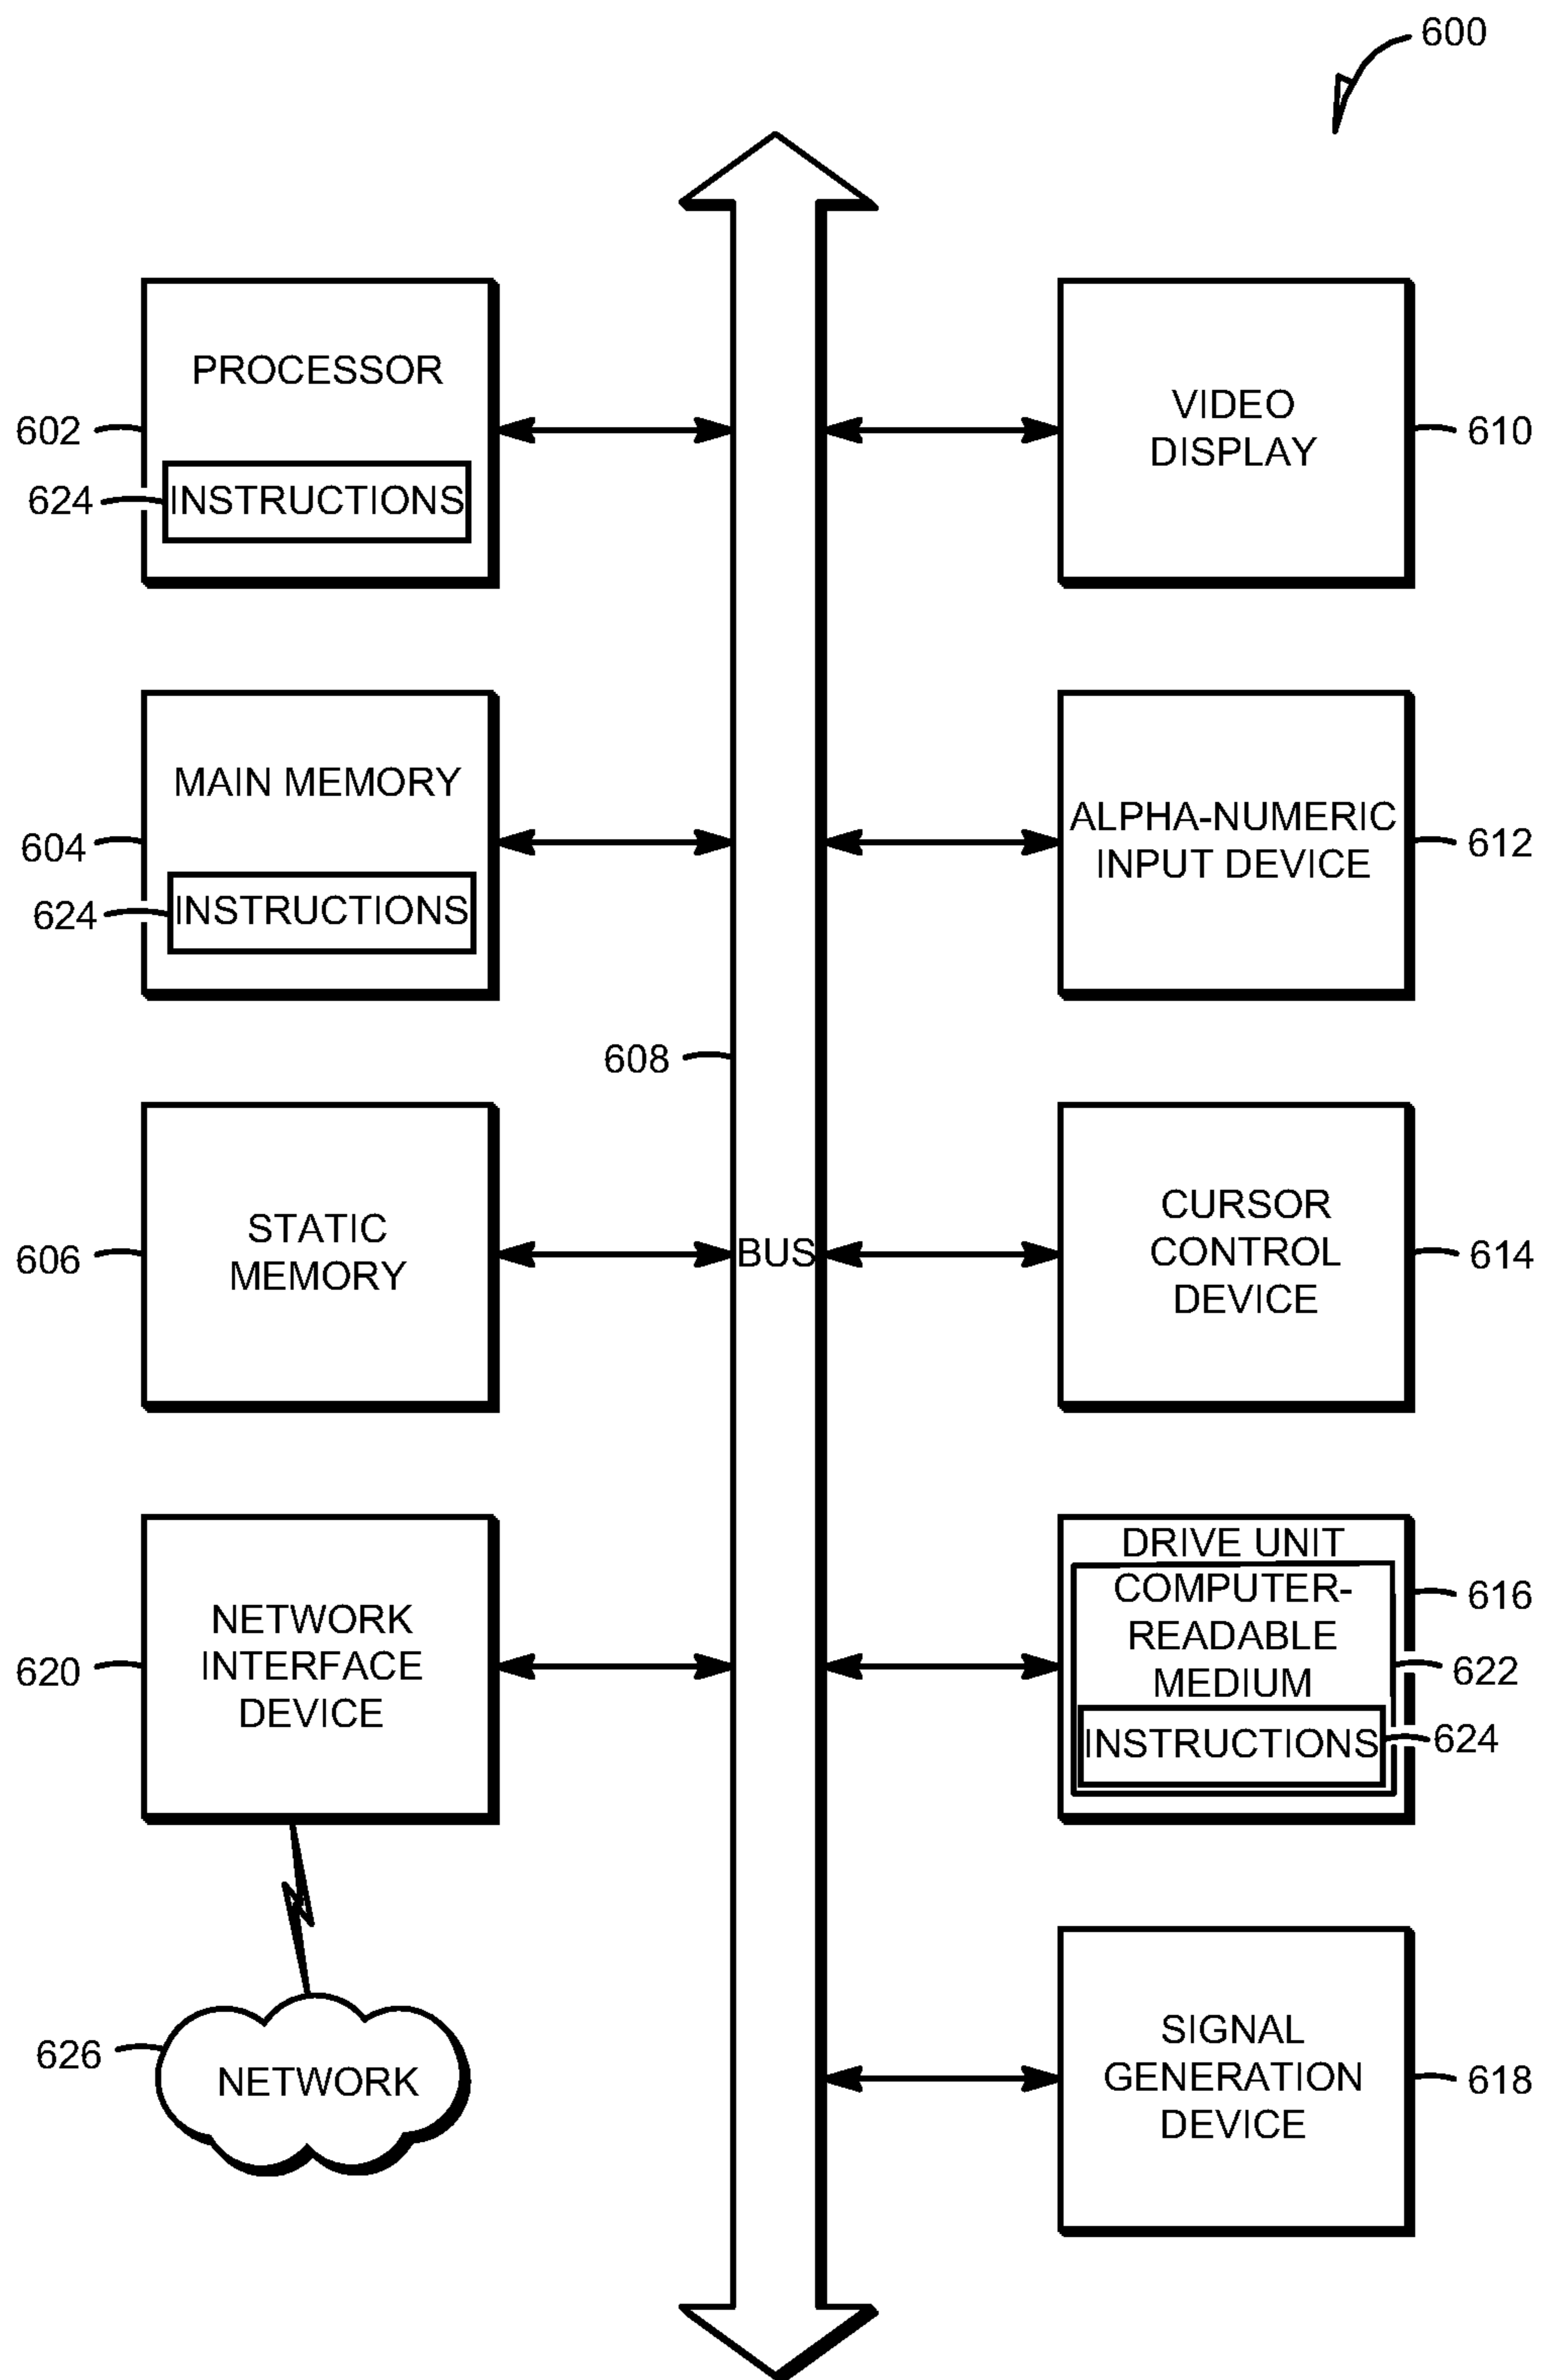 600
PROCESSOR
602
624
INSTRUCTIONS
VIDEO
DISPLAY
610
MAIN MEMORY
604
624
INSTRUCTIONS
ALPHA-NUMERIC
INPUT DEVICE
612
608
STATIC
MEMORY
606
BUS
CURSOR
CONTROL
DEVICE
614
NETWORK
INTERFACE
DEVICE
620
DRIVE UNIT
COMPUTER-
READABLE
MEDIUM
616
622
INSTRUCTIONS
624
626
NETWORK
SIGNAL
GENERATION
DEVICE
618